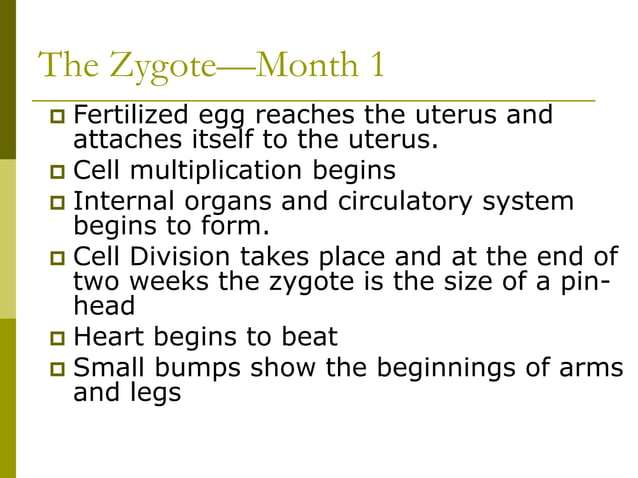 The Zygote—Month 1
Fertilized egg reaches the uterus and
attaches itself to the uterus.
Cell multiplication begins
Internal organs and circulatory system
begins to form.
Cell Division takes place and at the end of
two weeks the zygote is the size of a pin-
head
Heart begins to beat
Small bumps show the beginnings of arms
and legs